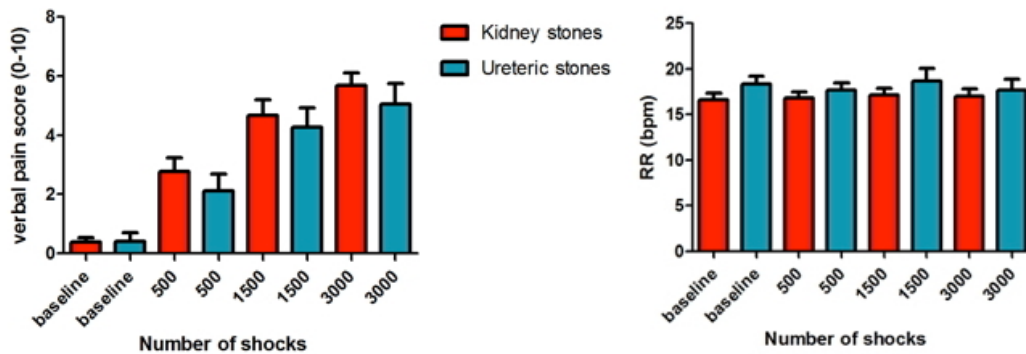 verbal pain score (0-10)
8
6
4
2
0
baseline
baseline
500
500
1500
1500
3000
3000
Number of shocks
Kidney stones
Ureteric stones
RR (bpm)
25
20
15
10
5
0
baseline
baseline
500
500
1500
1500
3000
3000
Number of shocks